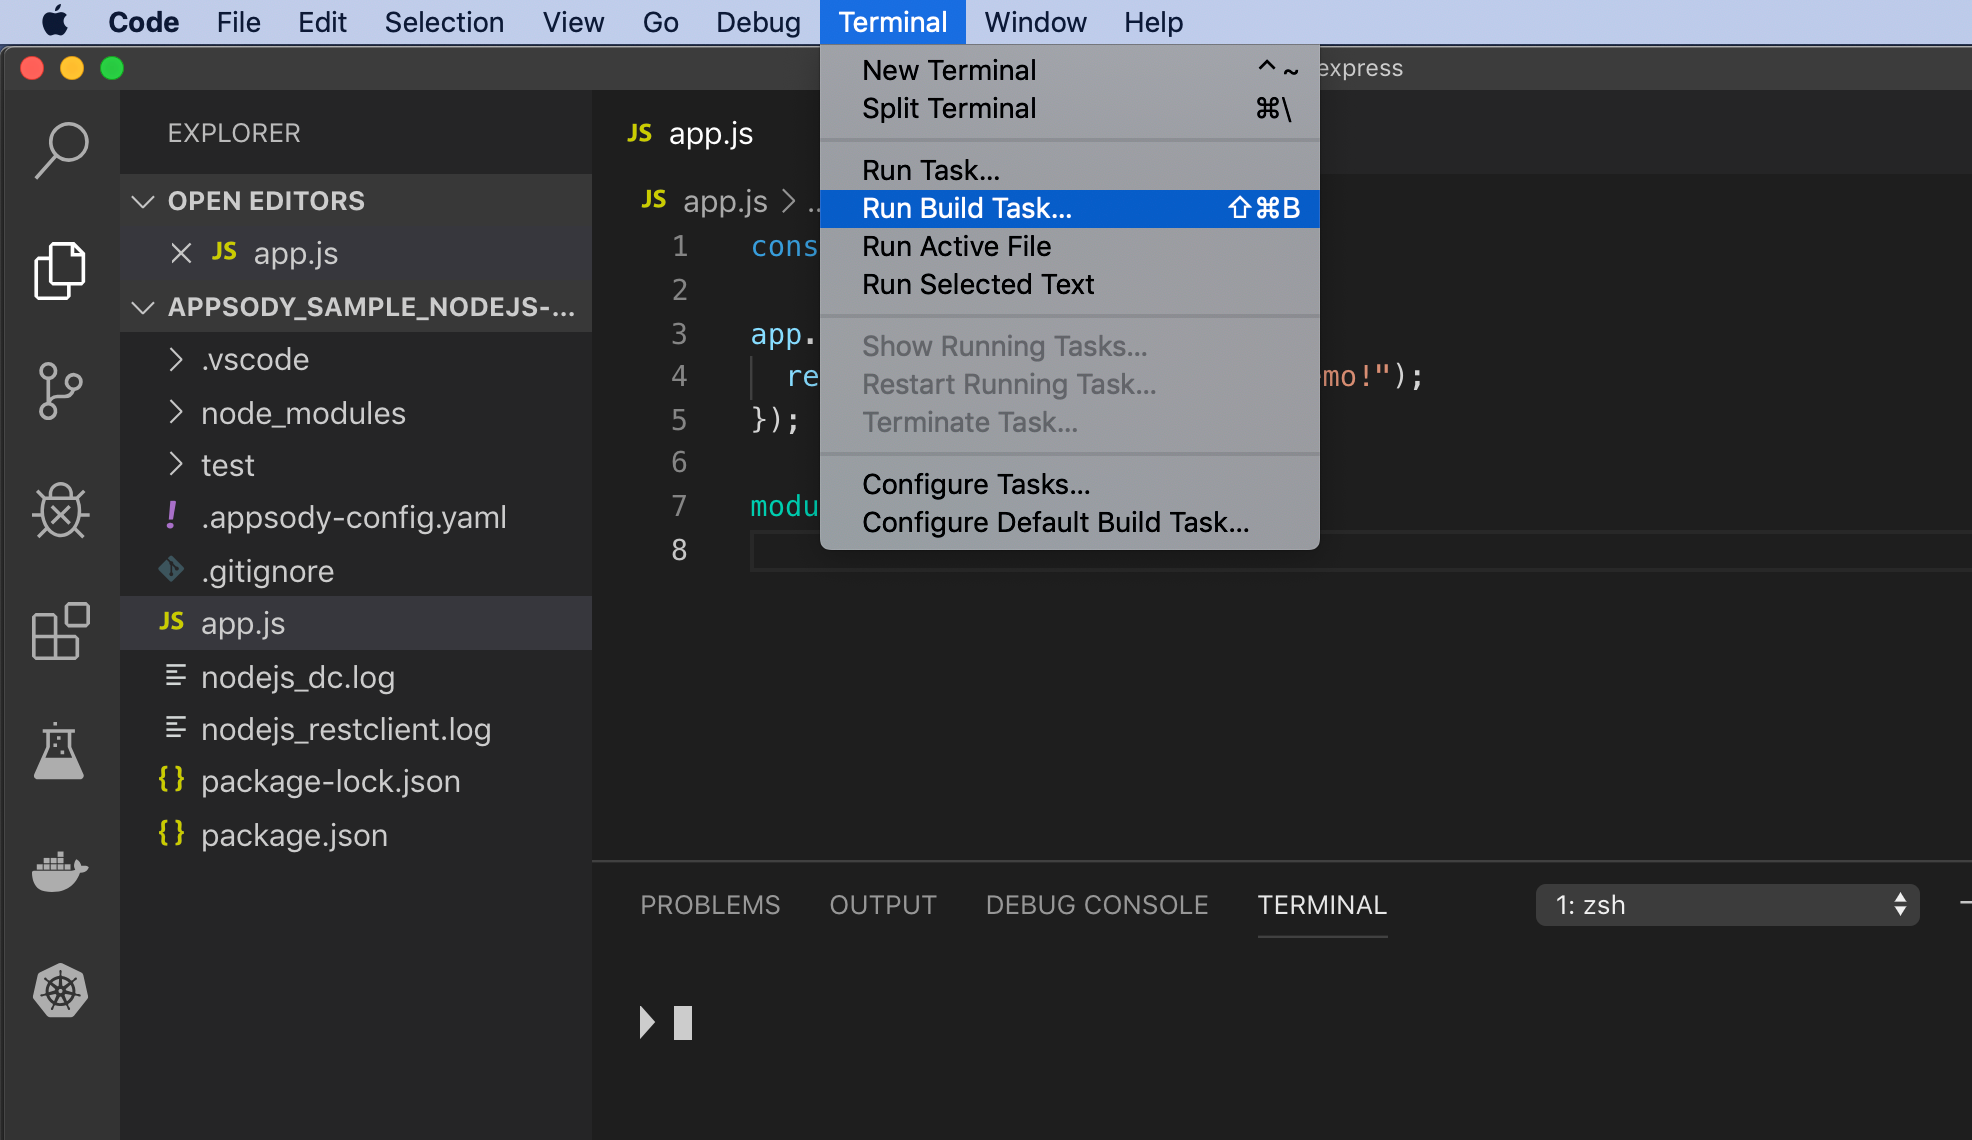 Code File Edit Selection View Go Debug Terminal Window Help
express
New Terminal ^~
Split Terminal ⌘\
Run Task...
Run Build Task... ⇧⌘B
Run Active File
Run Selected Text
Show Running Tasks...
Restart Running Task...
Terminate Task...
Configure Tasks...
Configure Default Build Task...
EXPLORER
OPEN EDITORS
JS app.js
APPSODY_SAMPLE_NODEJS-...
.vscode
node_modules
test
! .appsody-config.yaml
.gitignore
JS app.js
nodejs_dc.log
nodejs_restclient.log
{} package-lock.json
{} package.json
JS app.js
JS app.js > ..
1 cons
2
3 app.
4 re mo!");
5 });
6
7 modu
8
PROBLEMS OUTPUT DEBUG CONSOLE TERMINAL 1: zsh